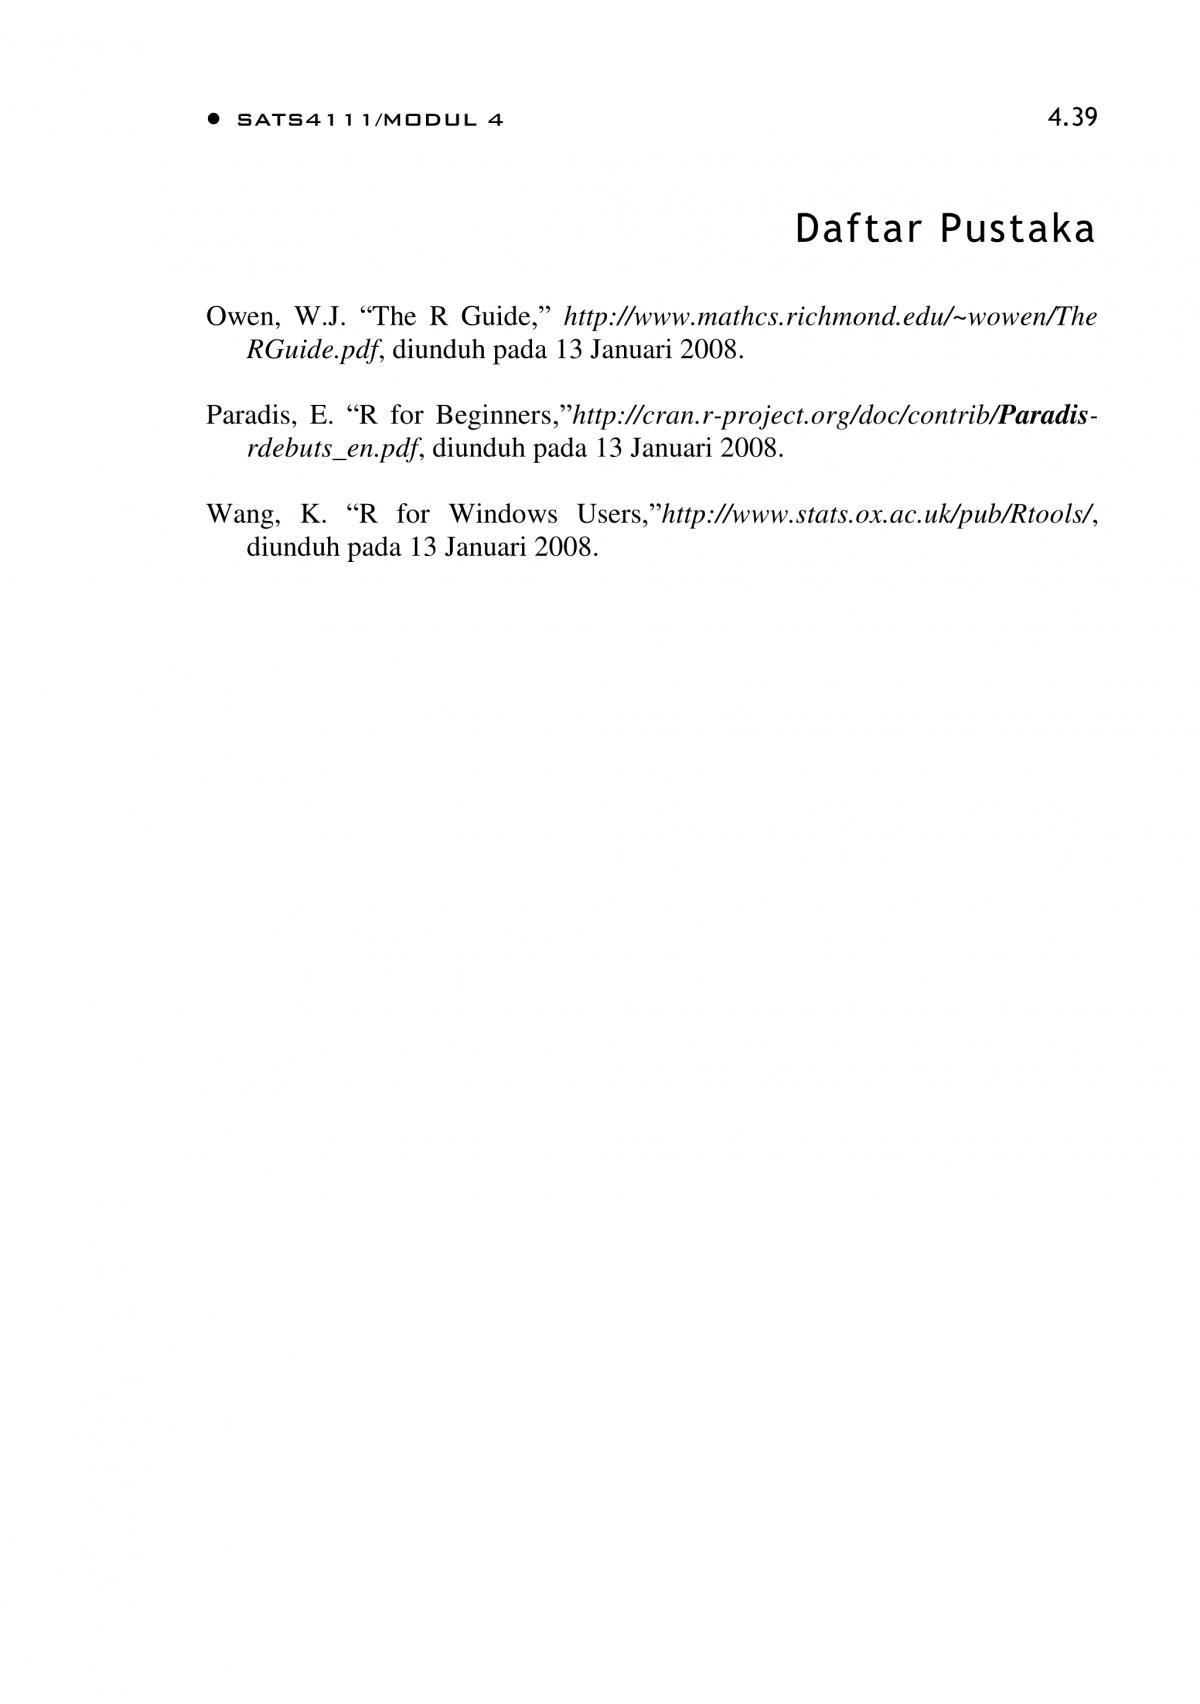 ● SATS4111/MODUL 4 4.39
Daftar Pustaka
Owen, W.J. “The R Guide,” http://www.mathcs.richmond.edu/~wowen/The
RGuide.pdf, diunduh pada 13 Januari 2008.
Paradis, E. “R for Beginners,”http://cran.r-project.org/doc/contrib/Paradis-
rdebuts_en.pdf, diunduh pada 13 Januari 2008.
Wang, K. “R for Windows Users,”http://www.stats.ox.ac.uk/pub/Rtools/,
diunduh pada 13 Januari 2008.